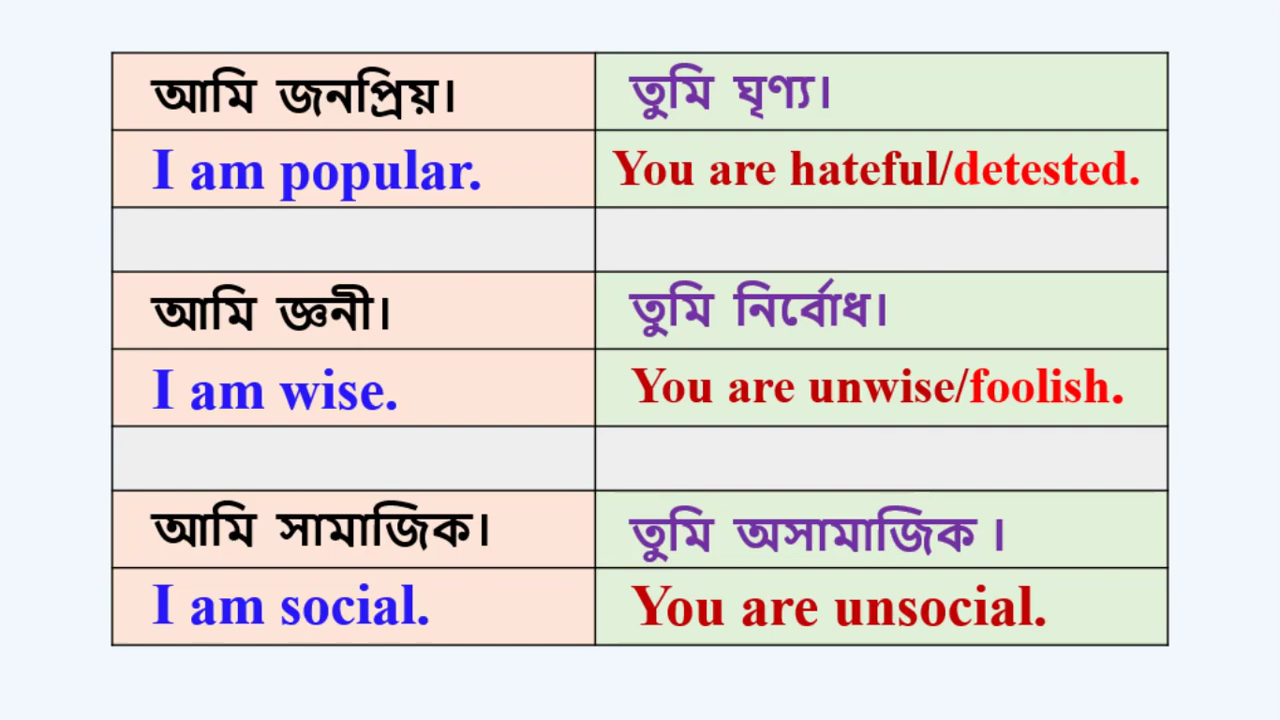 আমি জনপ্রিয়। তুমি ঘৃণ্য।
I am popular. You are hateful/detested.
আমি জ্ঞনী। তুমি নির্বোধ।
I am wise. You are unwise/foolish.
আমি সামাজিক। তুমি অসামাজিক ।
I am social. You are unsocial.